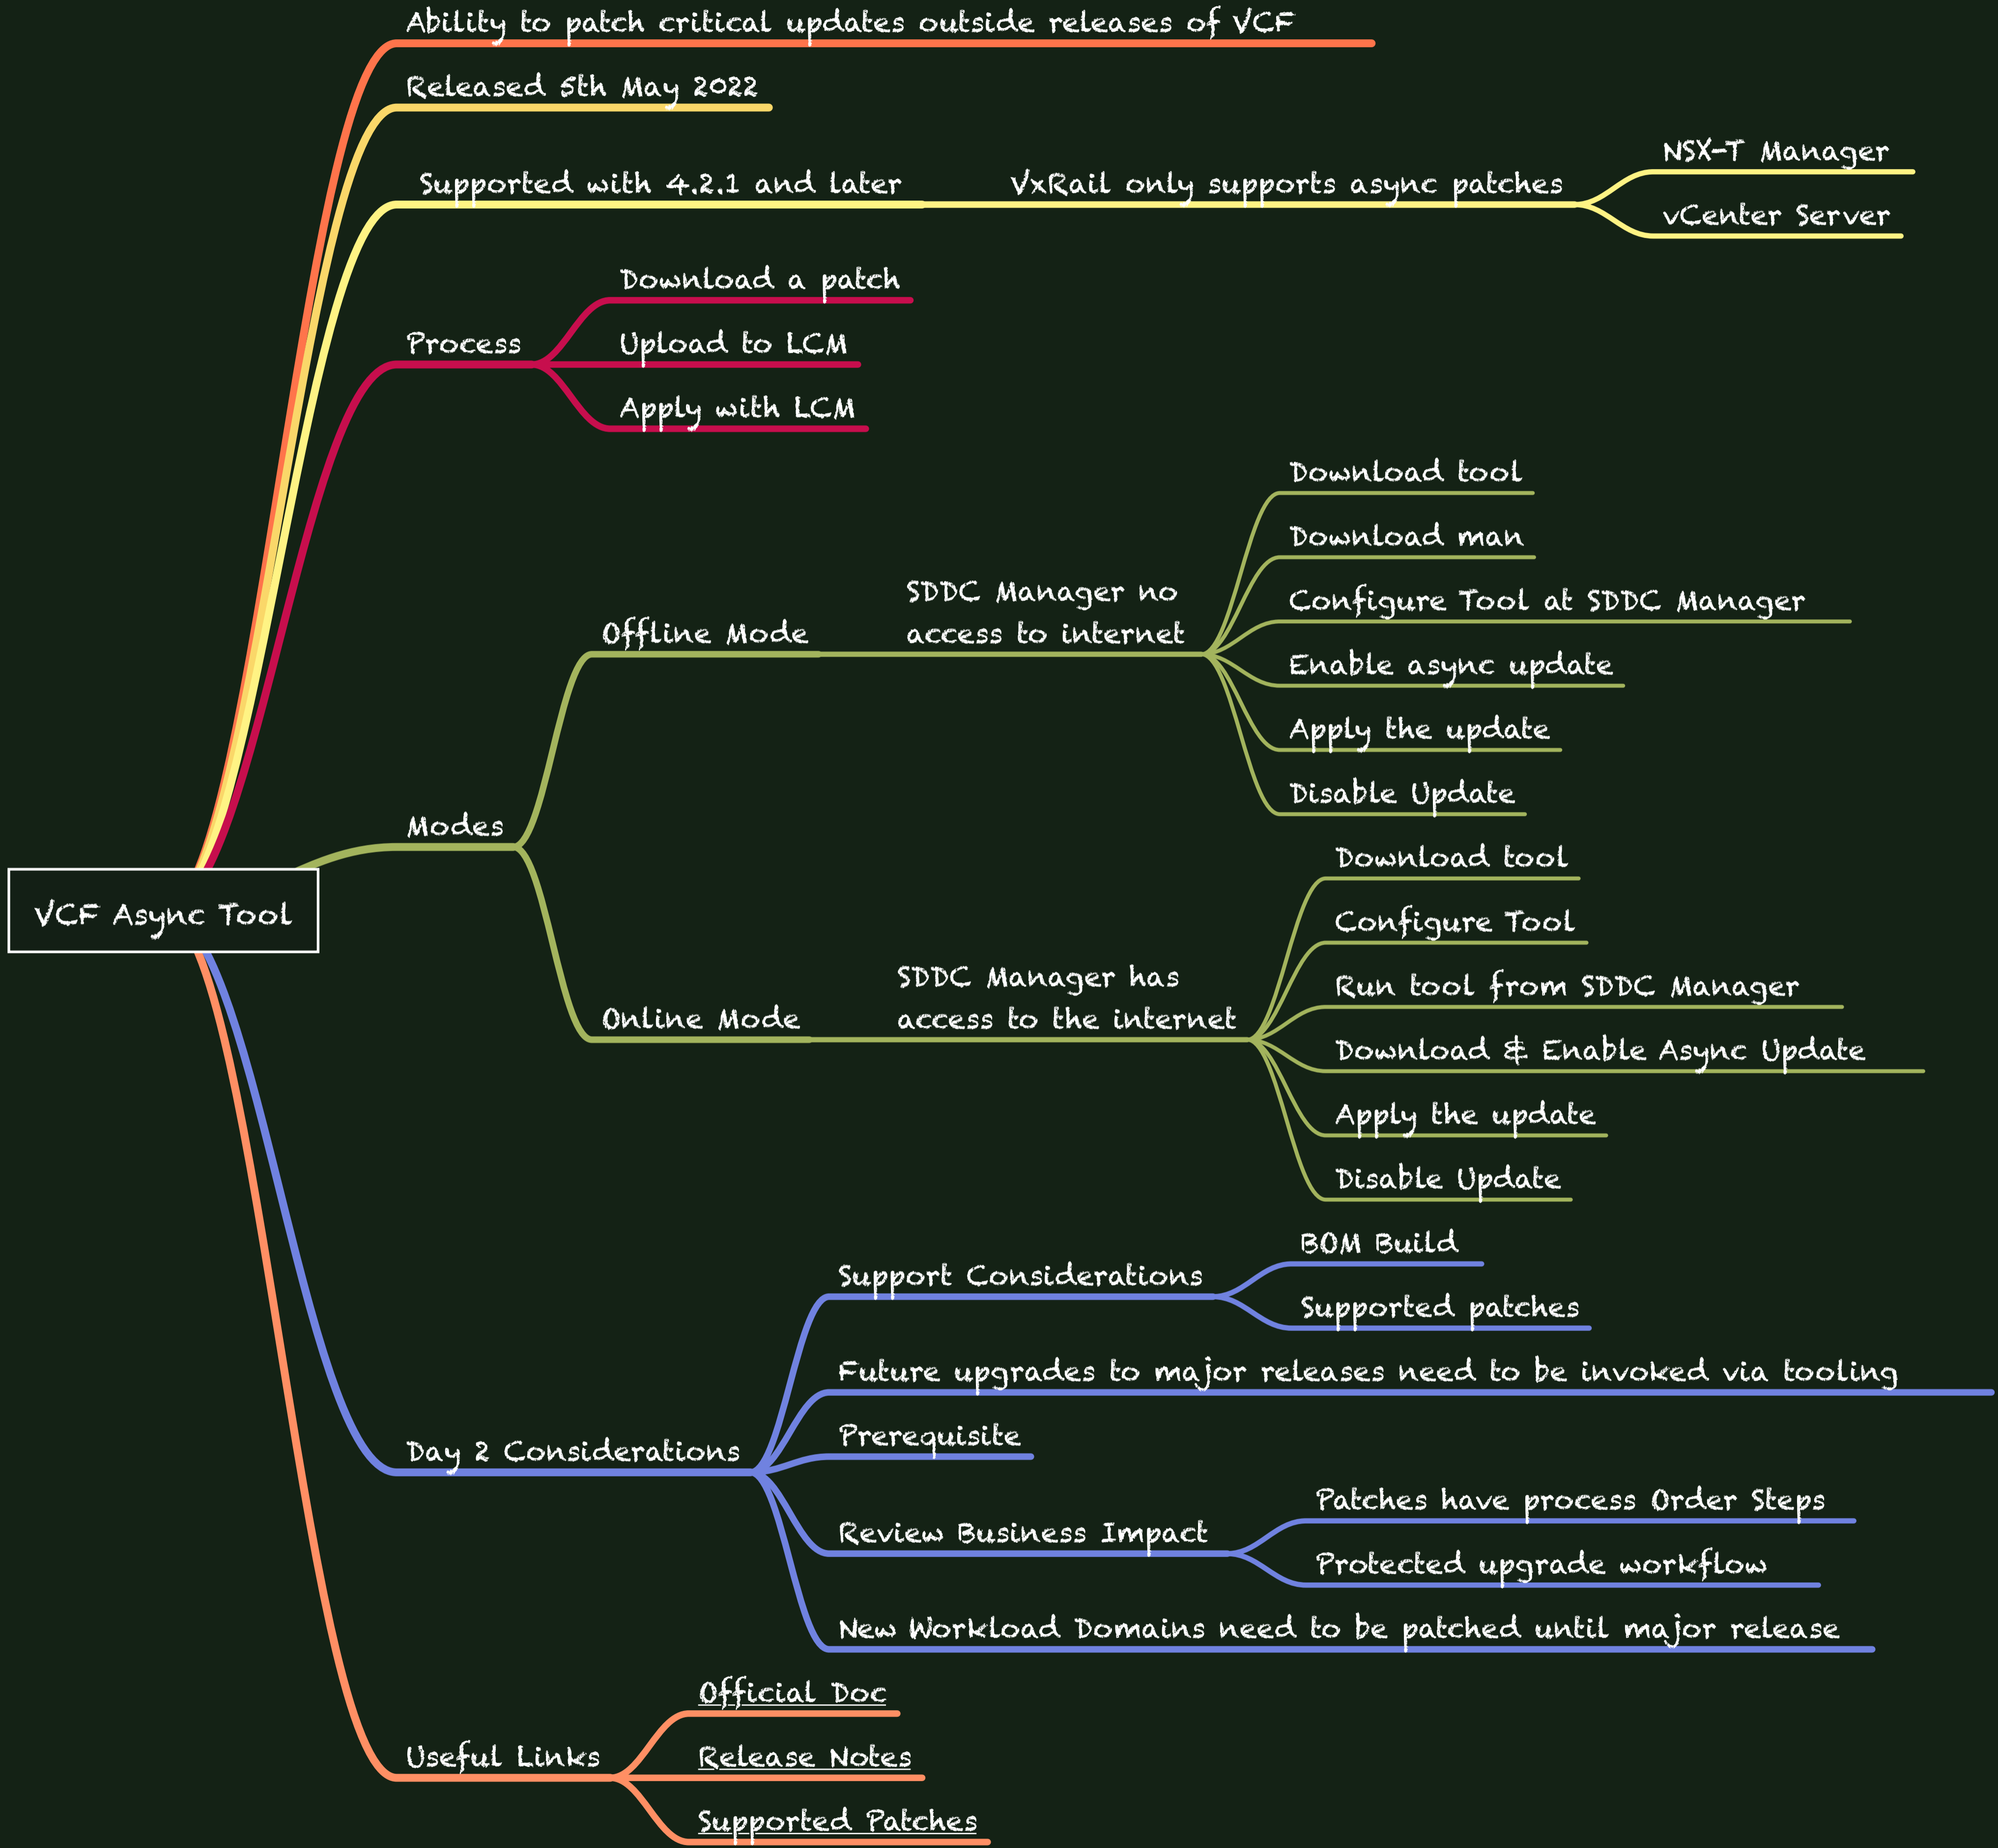 Ability to patch critical updates outside releases of VCF
Released 5th May 2022
Supported with 4.2.1 and later
VxRail only supports async patches
NSX-T Manager
vCenter Server
Process
Download a patch
Upload to LCM
Apply with LCM
Modes
Offline Mode
SDDC Manager no
access to internet
Download tool
Download man
Configure Tool at SDDC Manager
Enable async update
Apply the update
Disable Update
Online Mode
SDDC Manager has
access to the internet
Download tool
Configure Tool
Run tool from SDDC Manager
Download & Enable Async Update
Apply the update
Disable Update
VCF Async Tool
Day 2 Considerations
Support Considerations
BOM Build
Supported patches
Future upgrades to major releases need to be invoked via tooling
Prerequisite
Review Business Impact
Patches have process Order Steps
Protected upgrade workflow
New Workload Domains need to be patched until major release
Useful Links
Official Doc
Release Notes
Supported Patches